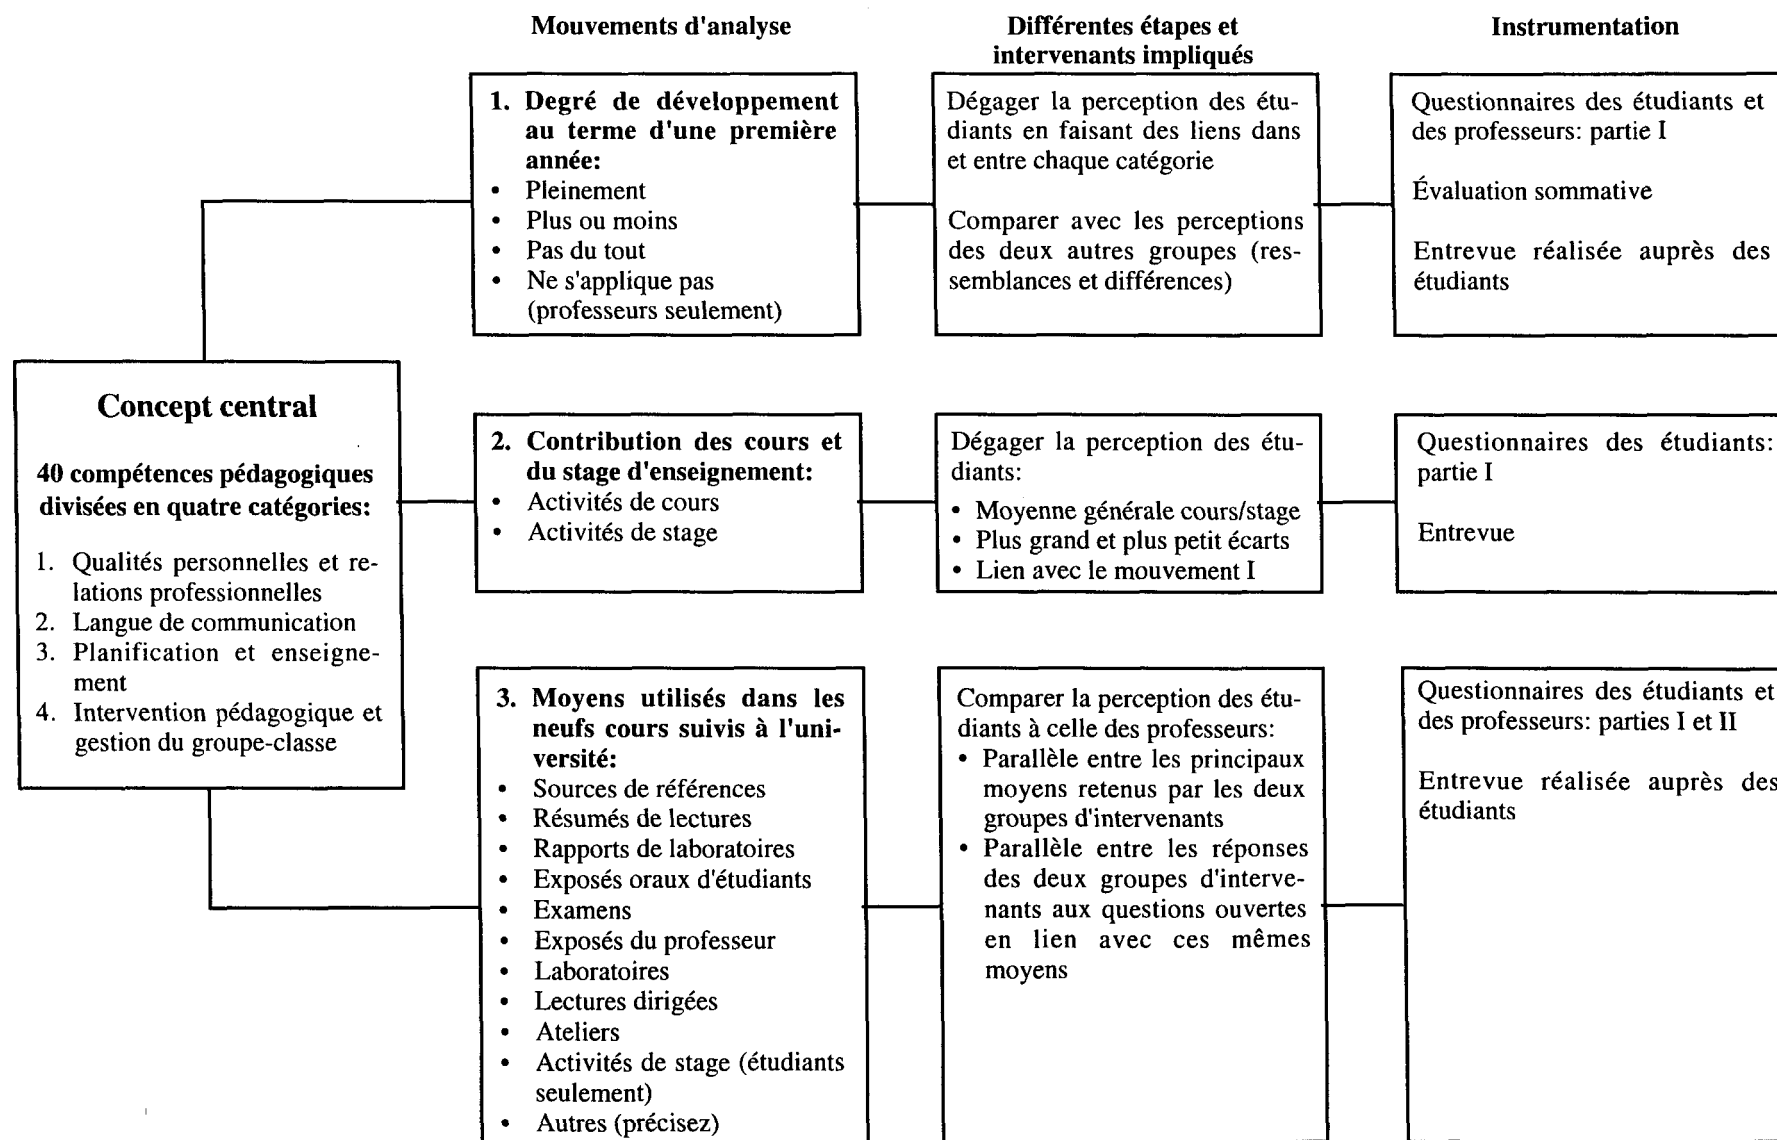 Mouvements d'analyse
Différentes étapes et
intervenants impliqués
Instrumentation
1. Degré de développement
au terme d'une première
année:
• Pleinement
• Plus ou moins
• Pas du tout
• Ne s'applique pas
(professeurs seulement)
Dégager la perception des étu-
diants en faisant des liens dans
et entre chaque catégorie
Comparer avec les perceptions
des deux autres groupes (res-
semblances et différences)
Questionnaires des étudiants et
des professeurs: partie I
Évaluation sommative
Entrevue réalisée auprès des
étudiants
Concept central
40 compétences pédagogiques
divisées en quatre catégories:
1. Qualités personnelles et re-
lations professionnelles
2. Langue de communication
3. Planification et enseigne-
ment
4. Intervention pédagogique et
gestion du groupe-classe
2. Contribution des cours et
du stage d'enseignement:
• Activités de cours
• Activités de stage
Dégager la perception des étu-
diants:
• Moyenne générale cours/stage
• Plus grand et plus petit écarts
• Lien avec le mouvement I
Questionnaires des étudiants:
partie I
Entrevue
3. Moyens utilisés dans les
neufs cours suivis à l'uni-
versité:
• Sources de références
• Résumés de lectures
• Rapports de laboratoires
• Exposés oraux d'étudiants
• Examens
• Exposés du professeur
• Laboratoires
• Lectures dirigées
• Ateliers
• Activités de stage (étudiants
seulement)
• Autres (précisez)
Comparer la perception des étu-
diants à celle des professeurs:
• Parallèle entre les principaux
moyens retenus par les deux
groupes d'intervenants
• Parallèle entre les réponses
des deux groupes d'interve-
nants aux questions ouvertes
en lien avec ces mêmes
moyens
Questionnaires des étudiants et
des professeurs: parties I et II
Entrevue réalisée auprès des
étudiants